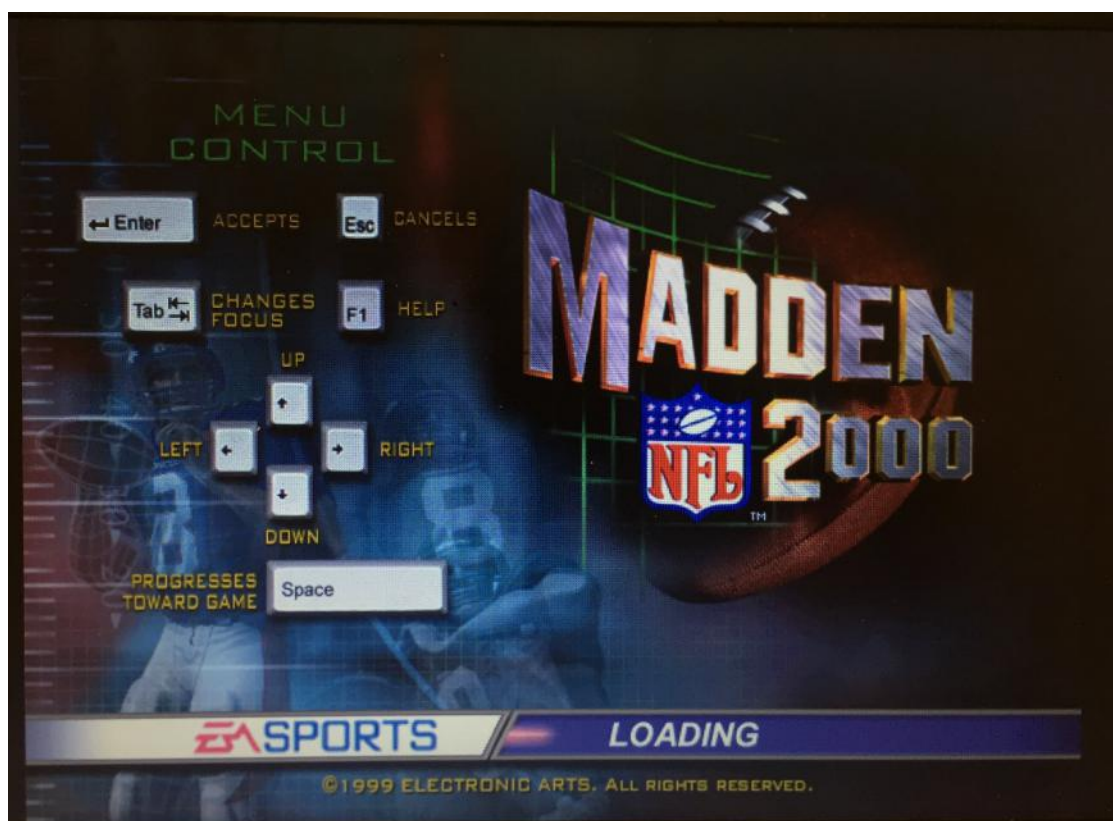 MENU
CONTROL
Enter ACCEPTS Esc CANCELS
Tab CHANGES
FOCUS F1 HELP
UP
LEFT RIGHT
DOWN
PROGRESSES
TOWARD GAME Space
MADDEN
NFL 2000
TM
EA SPORTS LOADING
©1999 ELECTRONIC ARTS. ALL RIGHTS RESERVED.